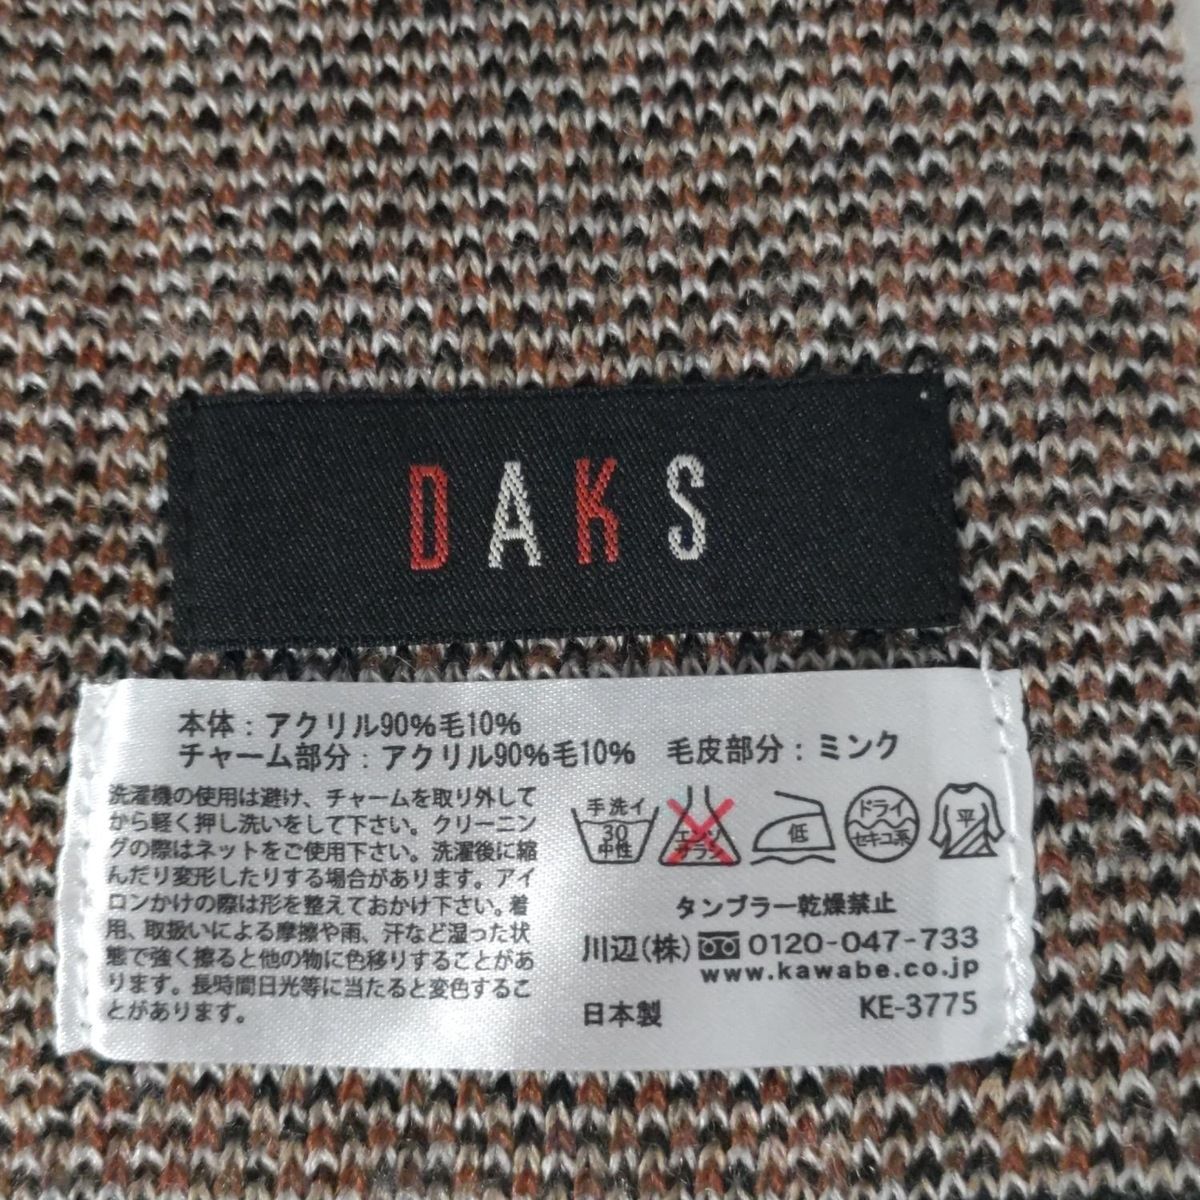 DAKS
本体：アクリル90%毛10%
チャーム部分：アクリル90%毛10%　毛皮部分：ミンク
洗濯機の使用は避け、チャームを取り外して
から軽く押し洗いをして下さい。クリーニン
グの際はネットをご使用下さい。洗濯後に縮
んだり変形したりする場合があります。アイ
ロンかけの際は形を整えておかけ下さい。着
用、取扱いによる摩擦や雨、汗など湿った状
態で強く擦ると他の物に色移りすることがあ
ります。長時間日光等に当たると変色するこ
とがあります。
手洗イ
30
中性
エンソ
サラシ
低
ドライ
セキユ系
平
タンブラー乾燥禁止
川辺(株) 0120-047-733
www.kawabe.co.jp
日本製 KE-3775